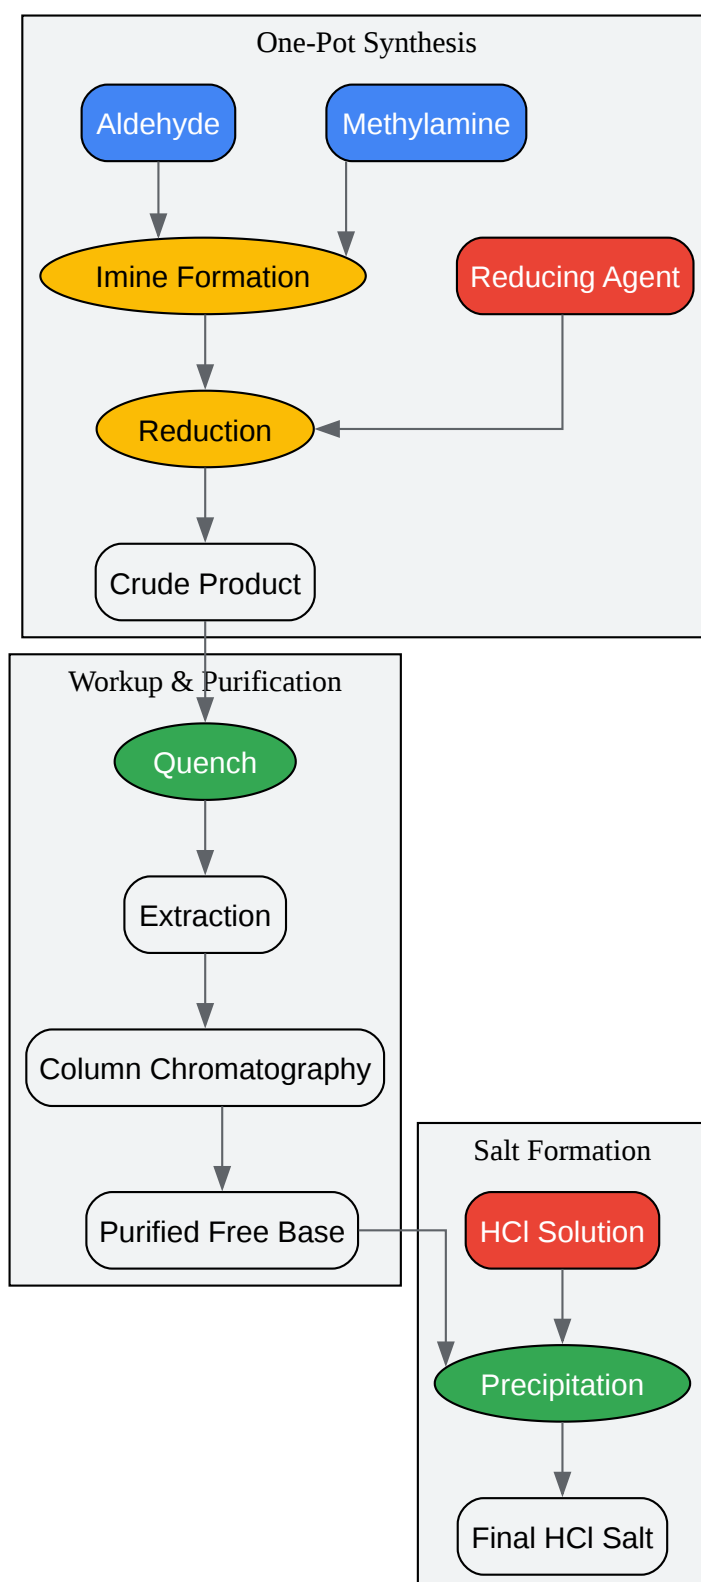 One-Pot Synthesis
Aldehyde
Methylamine
Imine Formation
Reducing Agent
Reduction
Crude Product
Workup & Purification
Quench
Extraction
Column Chromatography
Purified Free Base
Salt Formation
HCl Solution
Precipitation
Final HCl Salt